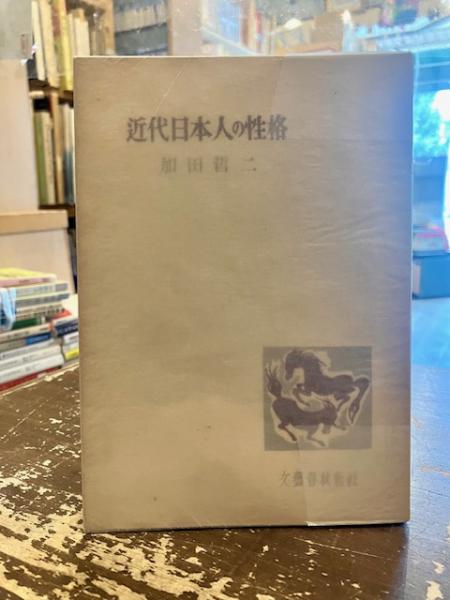 近代日本人の性格
加田哲二
文藝春秋新社